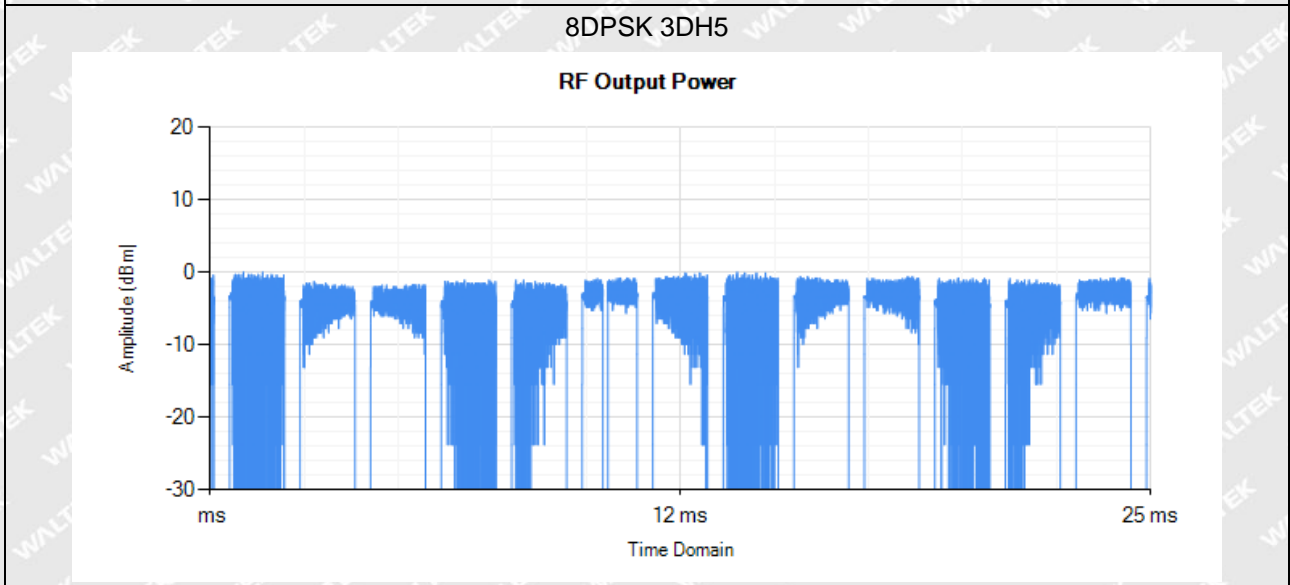 8DPSK 3DH5
RF Output Power
20
10
0
-10
-20
-30
Amplitude [dBm]
ms
12 ms
25 ms
Time Domain
WALTEK